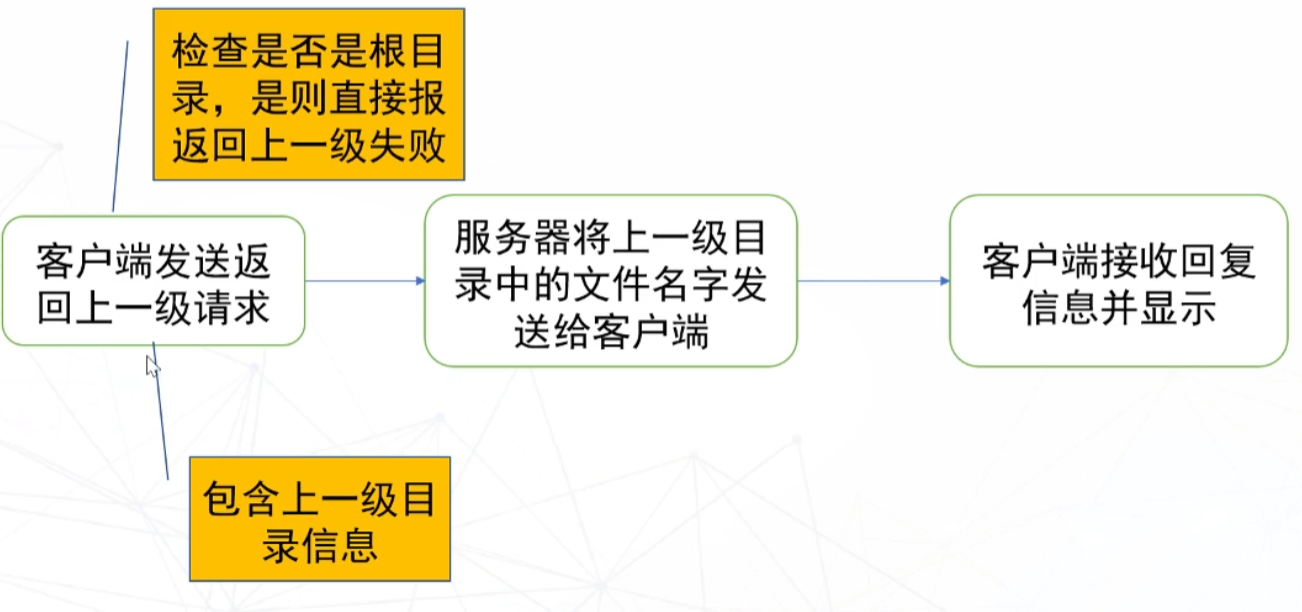 检查是否是根目
录，是则直接报
返回上一级失败
客户端发送返
回上一级请求
服务器将上一级目
录中的文件名字发
送给客户端
客户端接收回复
信息并显示
包含上一级目
录信息